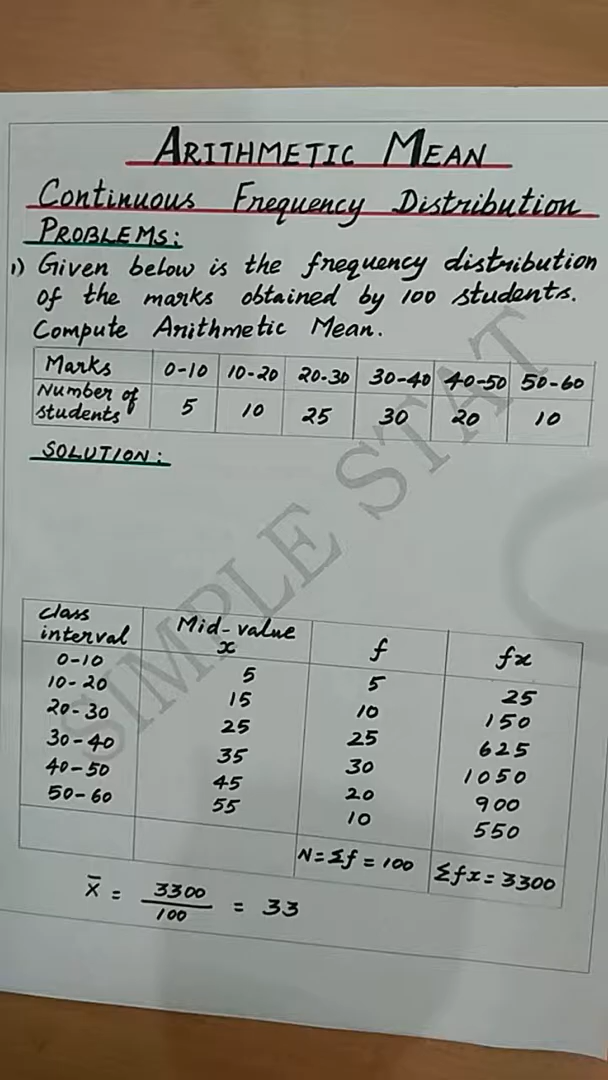 ARITHMETIC MEAN
Continuous Frequency Distribution
PROBLEMS:
1) Given below is the frequency distribution
of the marks obtained by 100 students.
Compute Arithmetic Mean.
Marks 0-10 10-20 20-30 30-40 40-50 50-60
Number of students 5 10 25 30 20 10
SOLUTION:
SIMPLE STAT
Class interval Mid-value x f fx
0-10 5 5 25
10-20 15 10 150
20-30 25 25 625
30-40 35 30 1050
40-50 45 20 900
50-60 55 10 550
N = Σf = 100 Σfx = 3300
x̄ = 3300/100 = 33